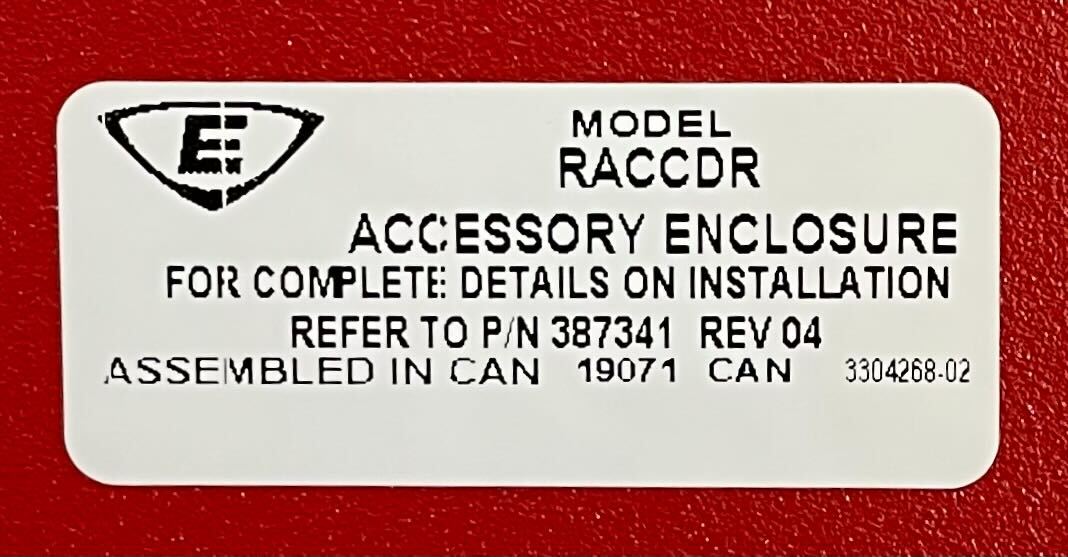 E
MODEL
RACCDR
ACCESSORY ENCLOSURE
FOR COMPLETE DETAILS ON INSTALLATION
REFER TO P/N 387341 REV 04
ASSEMBLED IN CAN 19071 CAN 3304268-02